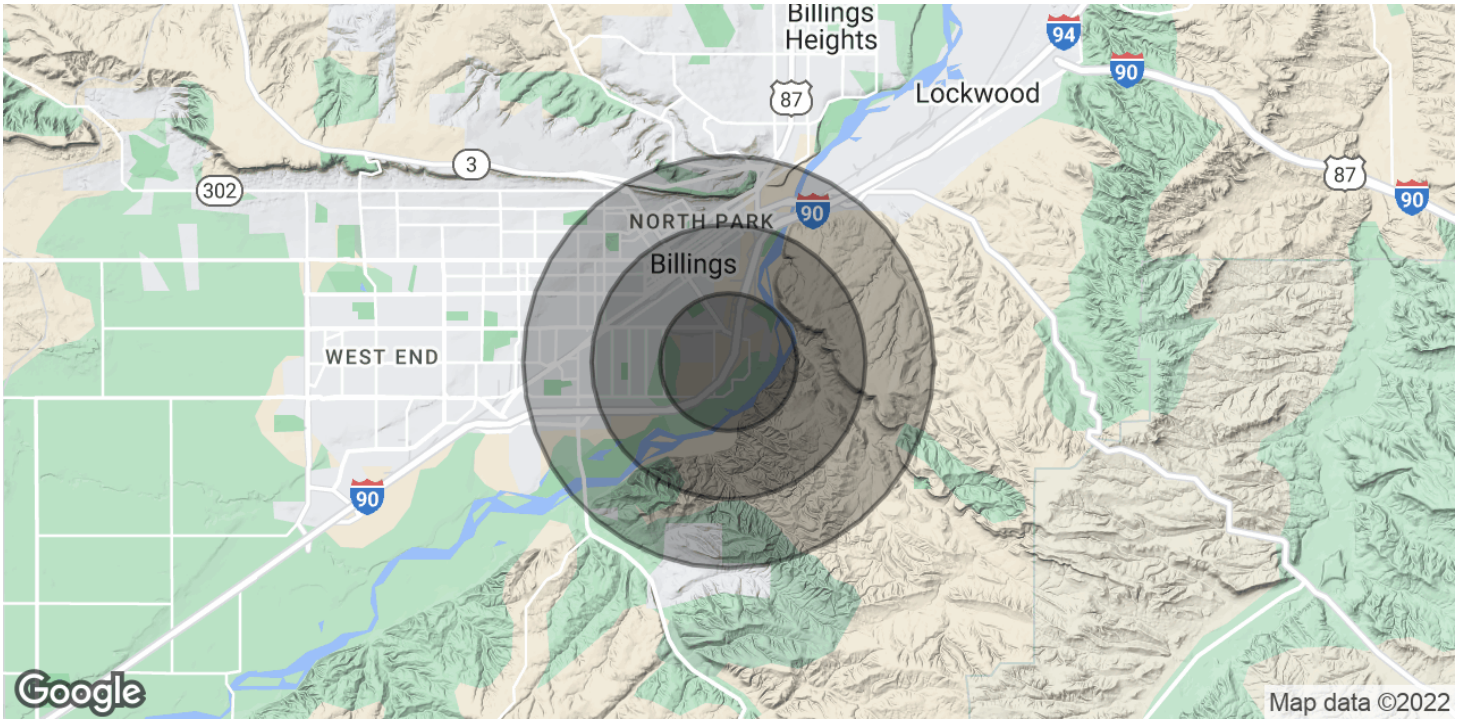 Billings
Heights
94
90
87
Lockwood
3
87
302
90
90
NORTH PARK
Billings
WEST END
90
Google
Map data ©2022